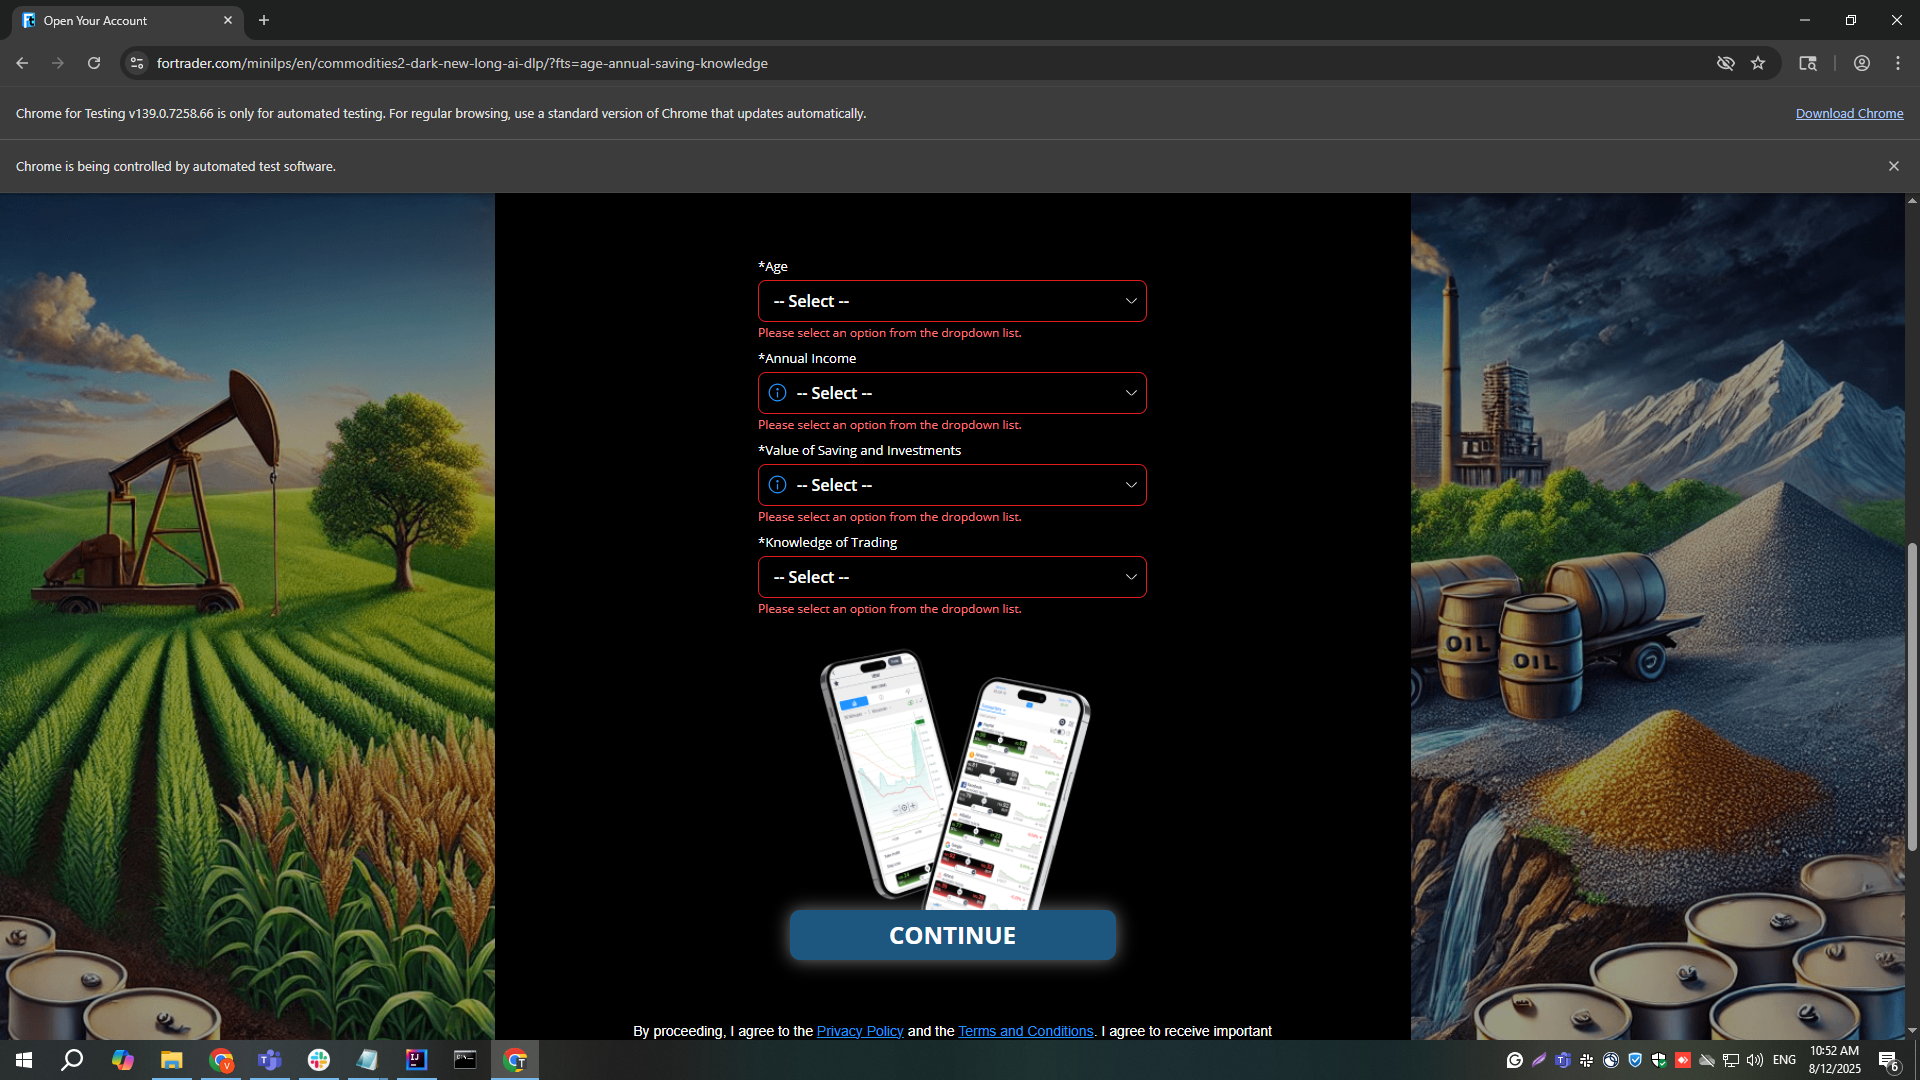 Open Your Account
fortrader.com/minilps/en/commodities2-dark-new-long-ai-dlp/?fts=age-annual-saving-knowledge
Chrome for Testing v139.0.7258.66 is only for automated testing. For regular browsing, use a standard version of Chrome that updates automatically.
Download Chrome
Chrome is being controlled by automated test software.
*Age
-- Select --
Please select an option from the dropdown list.
*Annual Income
-- Select --
Please select an option from the dropdown list.
*Value of Saving and Investments
-- Select --
Please select an option from the dropdown list.
*Knowledge of Trading
-- Select --
Please select an option from the dropdown list.
OIL
OIL
CONTINUE
By proceeding, I agree to the Privacy Policy and the Terms and Conditions. I agree to receive important
ENG
10:52 AM
8/12/2025
6